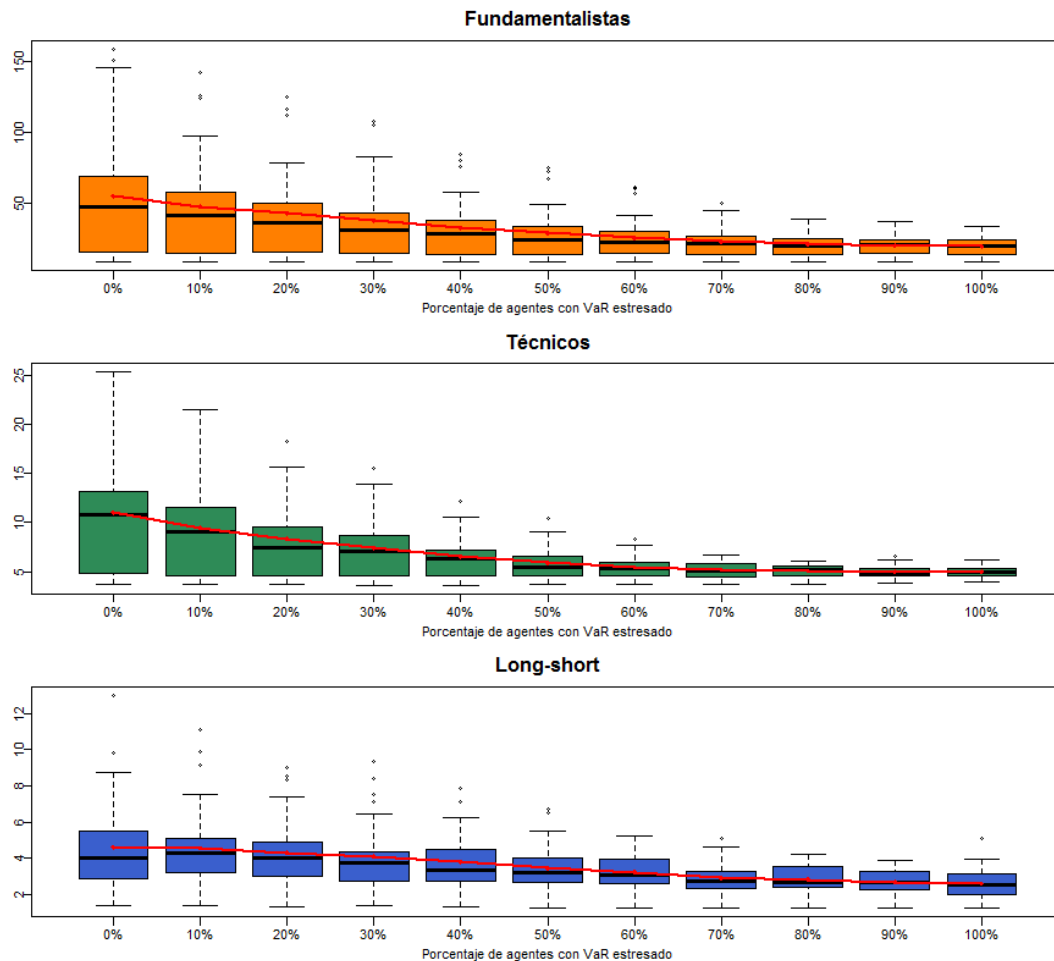 Fundamentalistas
150
100
50
0% 10% 20% 30% 40% 50% 60% 70% 80% 90% 100%
Porcentaje de agentes con VaR estresado
Técnicos
25
20
15
10
5
0% 10% 20% 30% 40% 50% 60% 70% 80% 90% 100%
Porcentaje de agentes con VaR estresado
Long-short
12
10
8
6
4
2
0% 10% 20% 30% 40% 50% 60% 70% 80% 90% 100%
Porcentaje de agentes con VaR estresado